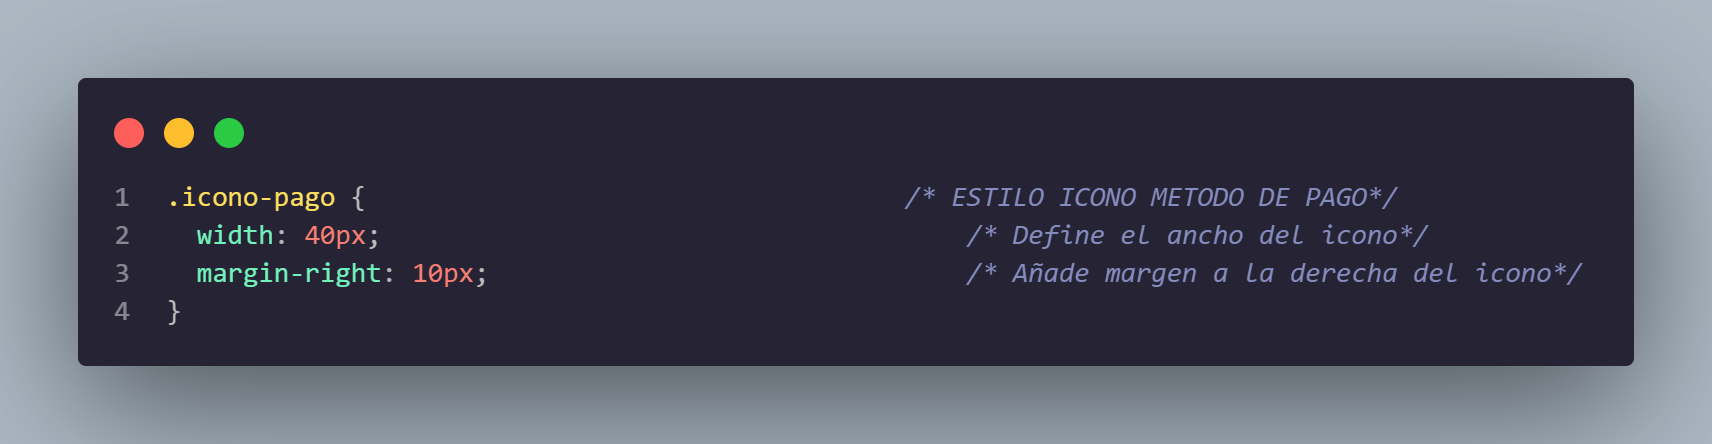 1 .icono-pago { /* ESTILO ICONO METODO DE PAGO*/
2 width: 40px; /* Define el ancho del icono*/
3 margin-right: 10px; /* Añade margen a la derecha del icono*/
4 }